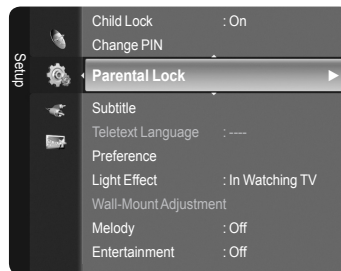 Setup
Child Lock : On
Change PIN
Parental Lock
Subtitle
Teletext Language : ----
Preference
Light Effect : In Watching TV
Wall-Mount Adjustment
Melody : Off
Entertainment : Off